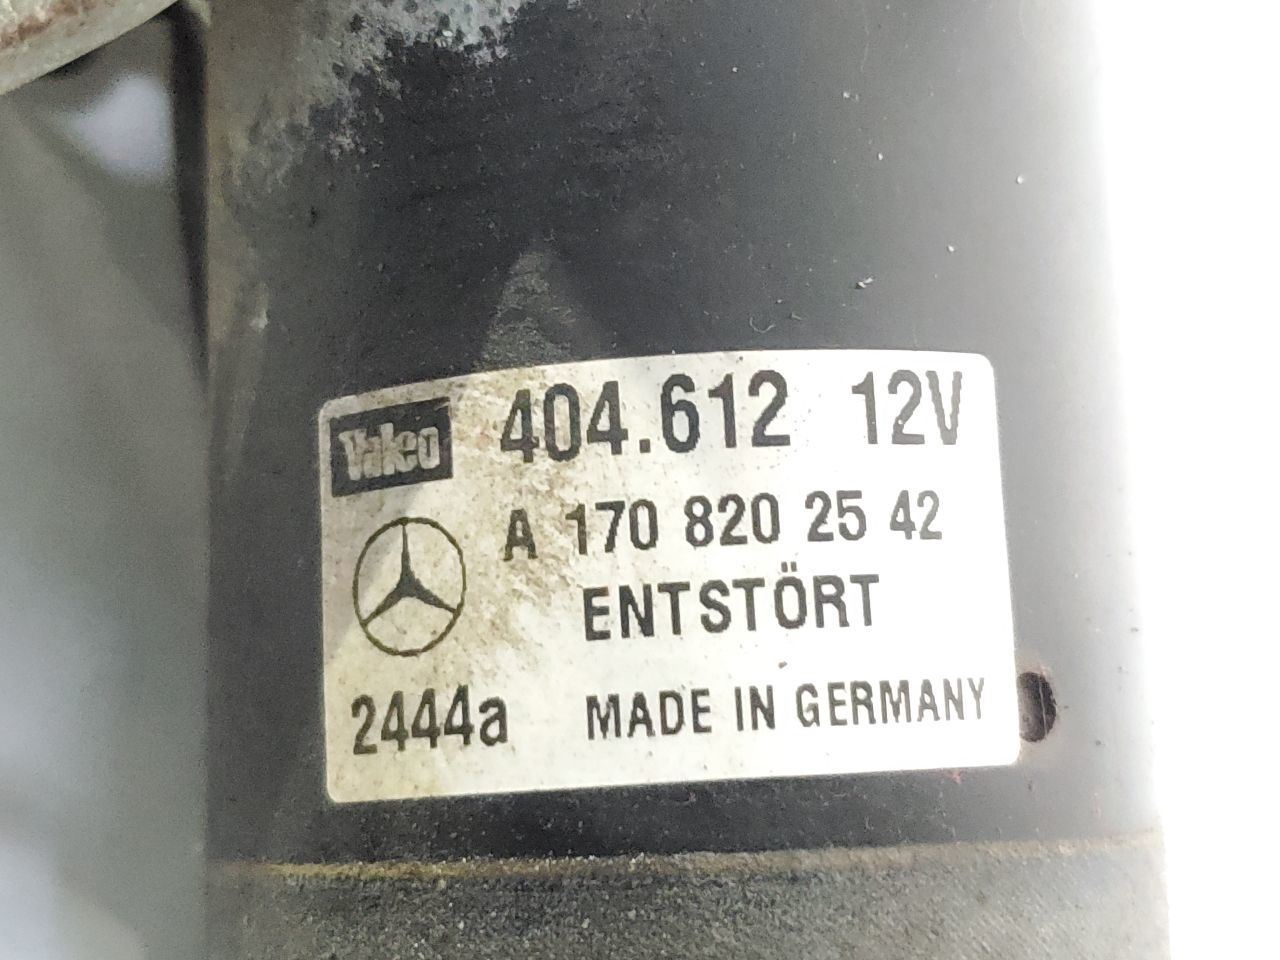 Valeo 404.612 12V
A 170 820 25 42
ENTSTÖRT
2444a MADE IN GERMANY